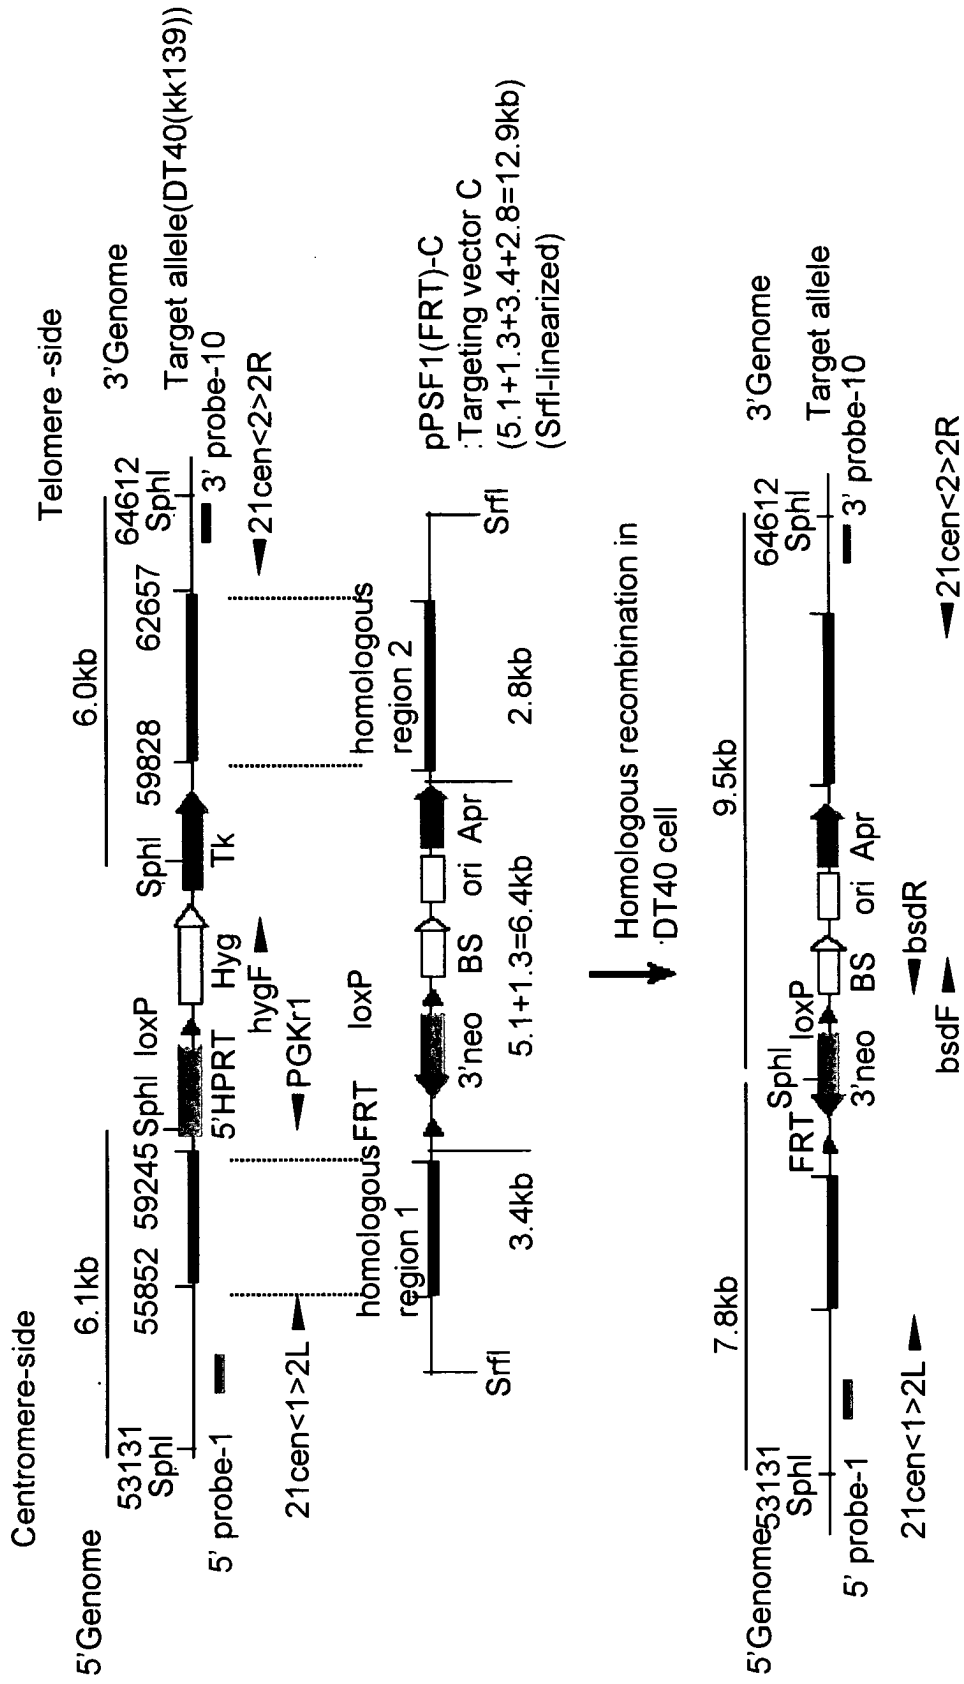 Centromere-side
Telomere -side
5'Genome
3'Genome
6.1kb
6.0kb
53131
55852
59245
59828
62657
64612
SphI
SphI
loxP
SphI
SphI
Target allele(DT40(kk139))
5' probe-1
5'HPRT
Hyg
Tk
3' probe-10
hygF
21cen<1>2L
PGKr1
21cen<2>2R
homologous
region 1
FRT
loxP
homologous
region 2
pPSF1(FRT)-C
:Targeting vector C
(5.1+1.3+3.4+2.8=12.9kb)
(SrfI-linearized)
SrfI
3'neo
BS
ori
Apr
SrfI
3.4kb
5.1+1.3=6.4kb
2.8kb
Homologous recombination in
DT40 cell
5'Genome
3'Genome
7.8kb
9.5kb
53131
SphI
FRT
SphI
loxP
64612
SphI
Target allele
5' probe-1
3'neo
BS
ori
Apr
3' probe-10
21cen<1>2L
bsdR
bsdF
21cen<2>2R